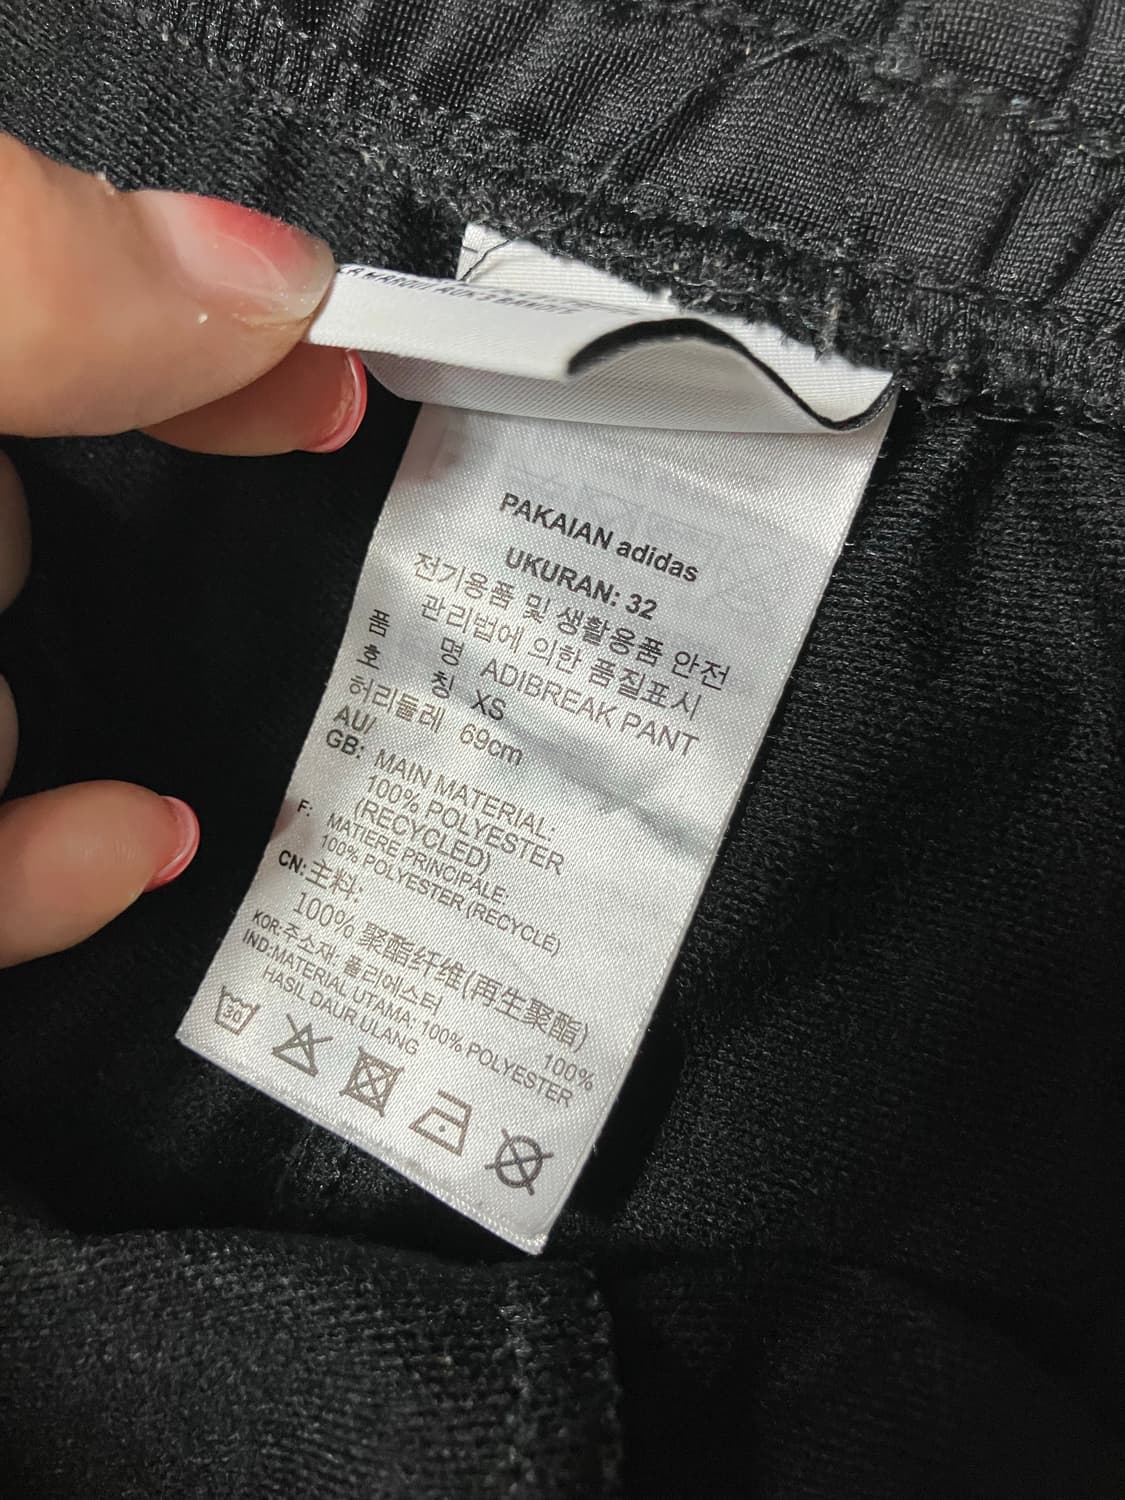 PAKAIAN adidas
UKURAN: 32
전기용품 및 생활용품 안전
관리법에 의한 품질표시
품 명 ADIBREAK PANT
호 칭 XS
허리둘레 69cm
AU/
GB: MAIN MATERIAL:
100% POLYESTER
(RECYCLED)
F: MATIERE PRINCIPALE:
100% POLYESTER (RECYCLÉ)
CN: 主料:
100% 聚酯纤维(再生聚酯)
KOR: 주소재: 폴리에스터 100%
IND: MATERIAL UTAMA: 100% POLYESTER
HASIL DAUR ULANG
30